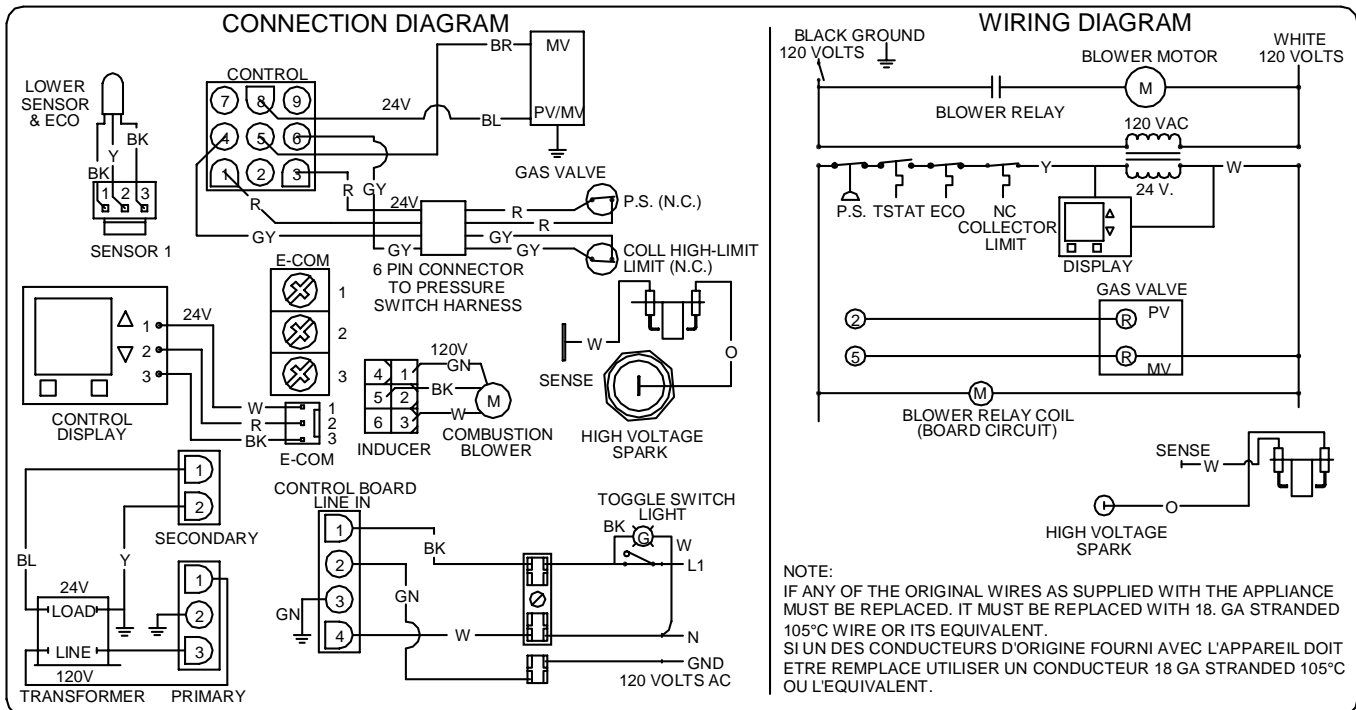 CONNECTION DIAGRAM
LOWER
SENSOR
& ECO
BK
Y
BK
1 2 3
SENSOR 1
CONTROL
7 8 9
4 5 6
1 2 3
BR
MV
24V
BL
PV/MV
GAS VALVE
R
R
GY
GY
24V
GY
R
R
GY
GY
P.S. (N.C.)
COLL HIGH-LIMIT
LIMIT (N.C.)
6 PIN CONNECTOR
TO PRESSURE
SWITCH HARNESS
E-COM
1
2
3
24V
1
2
3
CONTROL
DISPLAY
W
R
BK
1
2
3
E-COM
120V
GN
BK
W
4 1
5 2
6 3
M
INDUCER
COMBUSTION
BLOWER
W
SENSE
O
HIGH VOLTAGE
SPARK
1
2
SECONDARY
BL
Y
24V
LOAD
LINE
120V
TRANSFORMER
1
2
3
PRIMARY
CONTROL BOARD
LINE IN
1
2
3
4
GN
BK
GN
W
TOGGLE SWITCH
LIGHT
BK
G
W
L1
N
GND
120 VOLTS AC
WIRING DIAGRAM
BLACK GROUND
120 VOLTS
WHITE
120 VOLTS
BLOWER MOTOR
M
BLOWER RELAY
120 VAC
Y
W
24 V.
P.S. TSTAT ECO
NC
COLLECTOR
LIMIT
DISPLAY
GAS VALVE
2
R
PV
5
R
MV
M
BLOWER RELAY COIL
(BOARD CIRCUIT)
SENSE
W
O
HIGH VOLTAGE
SPARK
NOTE:
IF ANY OF THE ORIGINAL WIRES AS SUPPLIED WITH THE APPLIANCE
MUST BE REPLACED. IT MUST BE REPLACED WITH 18. GA STRANDED
105°C WIRE OR ITS EQUIVALENT.
SI UN DES CONDUCTEURS D'ORIGINE FOURNI AVEC L'APPAREIL DOIT
ETRE REMPLACE UTILISER UN CONDUCTEUR 18 GA STRANDED 105°C
OU L'EQUIVALENT.